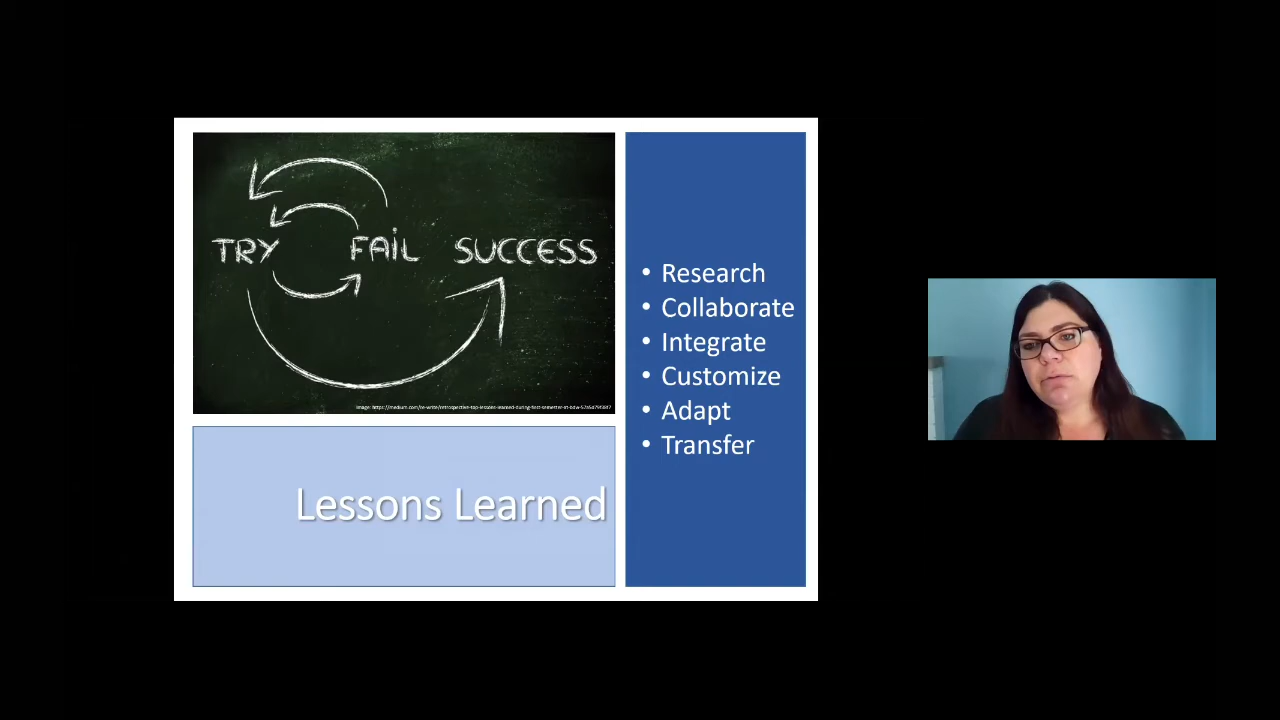 TRY FAIL SUCCESS
Lessons Learned
• Research
• Collaborate
• Integrate
• Customize
• Adapt
• Transfer